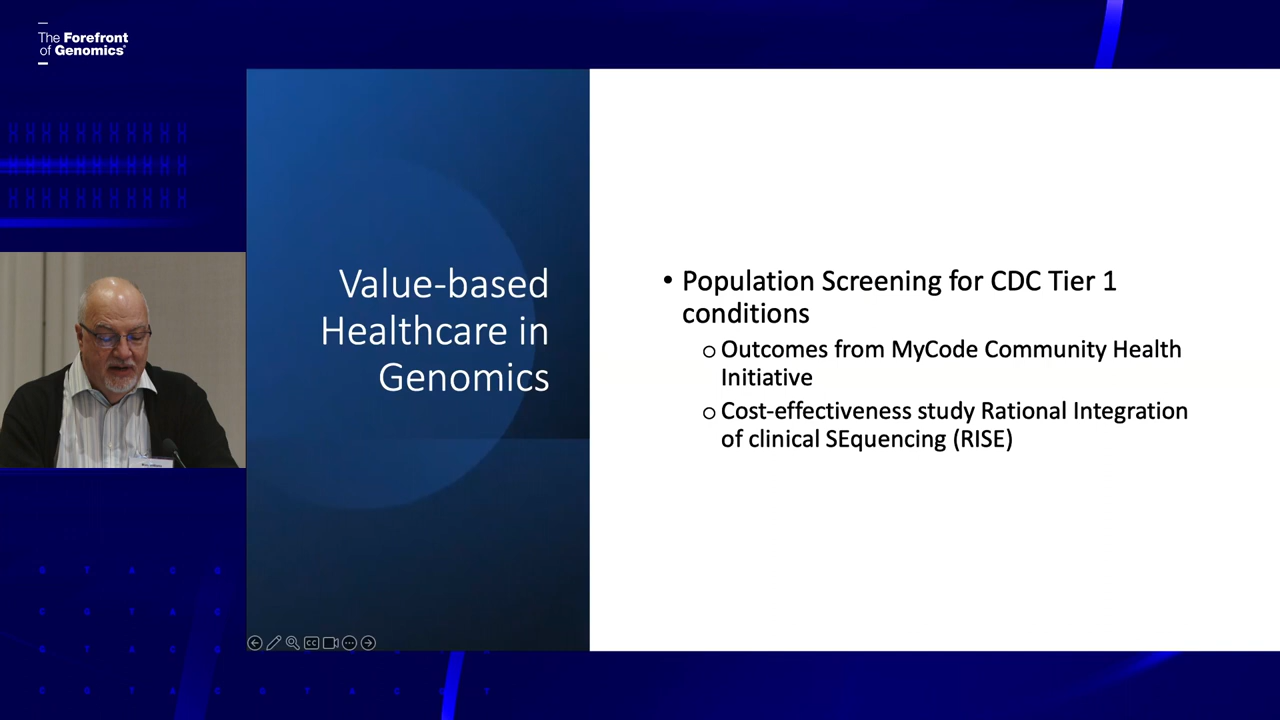 The Forefront
of Genomics®
Value-based
Healthcare in
Genomics
• Population Screening for CDC Tier 1
conditions
o Outcomes from MyCode Community Health
Initiative
o Cost-effectiveness study Rational Integration
of clinical SEquencing (RISE)
CC